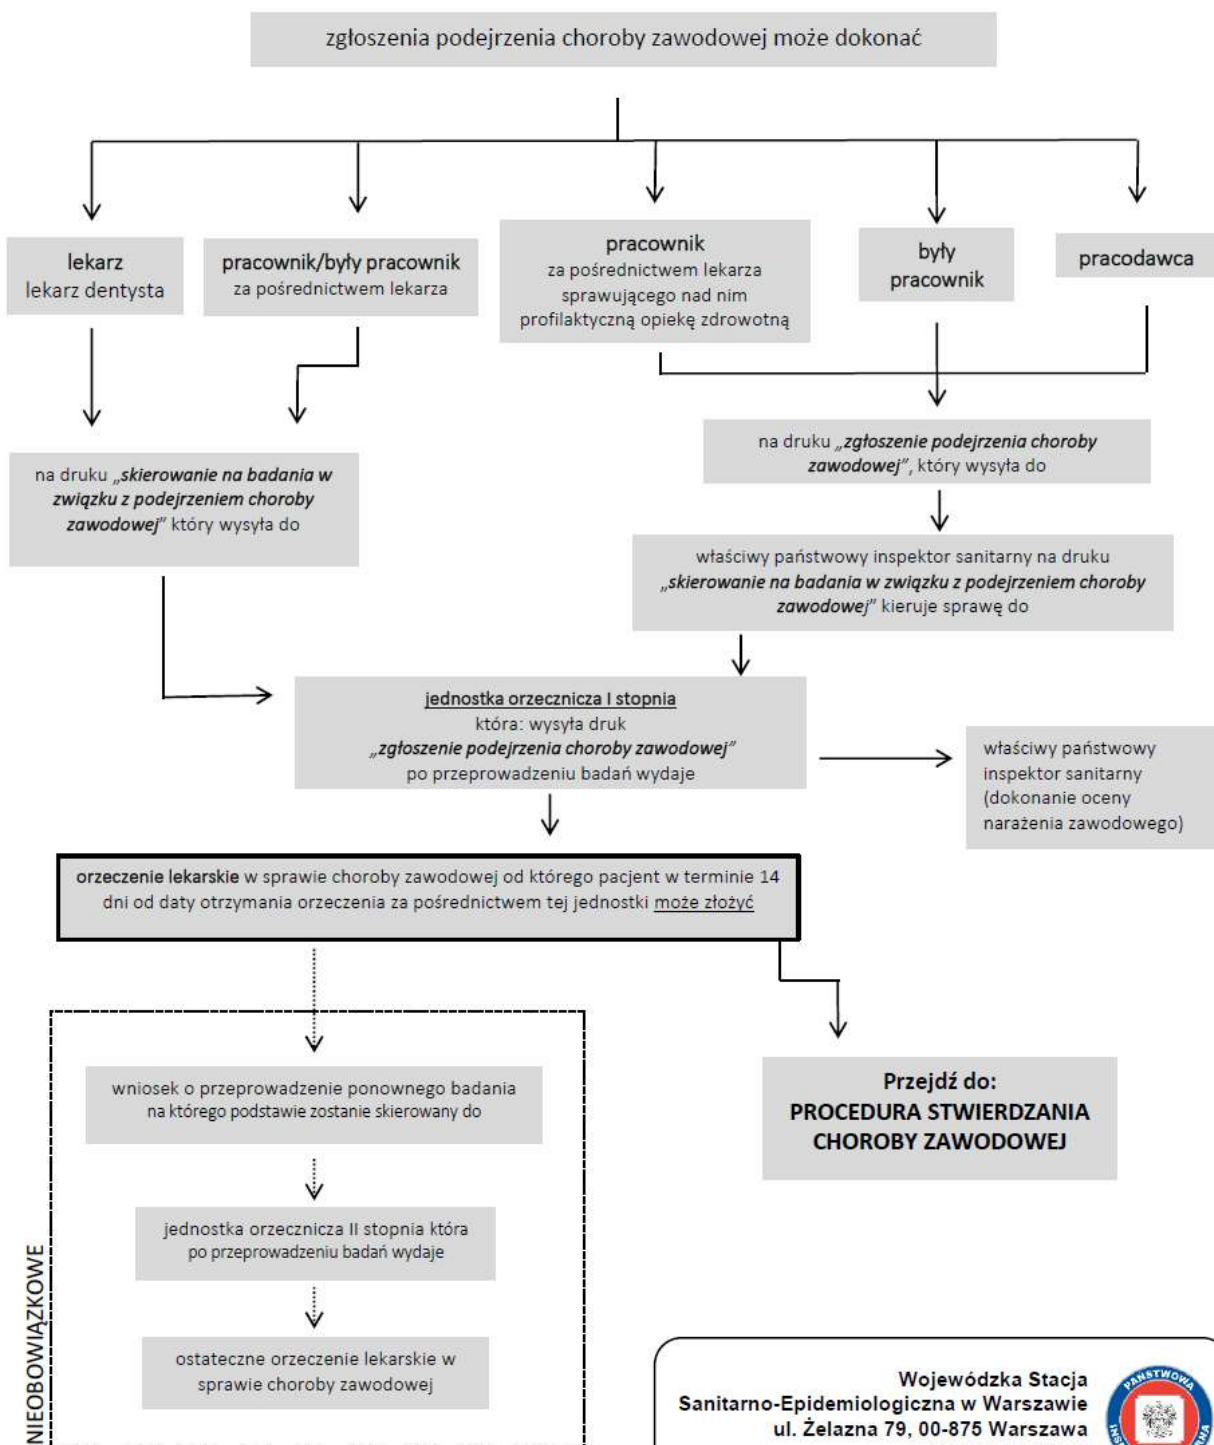 zgłoszenia podejrzenia choroby zawodowej może dokonać
lekarz
lekarz dentysta
pracownik/były pracownik
za pośrednictwem lekarza
pracownik
za pośrednictwem lekarza
sprawującego nad nim
profilaktyczną opiekę zdrowotną
były
pracownik
pracodawca
na druku „skierowanie na badania w
związku z podejrzeniem choroby
zawodowej” który wysyła do
na druku „zgłoszenie podejrzenia choroby
zawodowej”, który wysyła do
właściwy państwowy inspektor sanitarny na druku
„skierowanie na badania w związku z podejrzeniem choroby
zawodowej” kieruje sprawę do
jednostka orzecznicza I stopnia
która: wysyła druk
„zgłoszenie podejrzenia choroby zawodowej”
po przeprowadzeniu badań wydaje
właściwy państwowy
inspektor sanitarny
(dokonanie oceny
narażenia zawodowego)
orzeczenie lekarskie w sprawie choroby zawodowej od którego pacjent w terminie 14
dni od daty otrzymania orzeczenia za pośrednictwem tej jednostki może złożyć
wniosek o przeprowadzenie ponownego badania
na którego podstawie zostanie skierowany do
Przejdź do:
PROCEDURA STWIERDZANIA
CHOROBY ZAWODOWEJ
jednostka orzecznicza II stopnia która
po przeprowadzeniu badań wydaje
ostateczne orzeczenie lekarskie w
sprawie choroby zawodowej
NIEOBOWIĄZKOWE
Wojewódzka Stacja
Sanitarno-Epidemiologiczna w Warszawie
ul. Żelazna 79, 00-875 Warszawa
PAŃSTWOWA